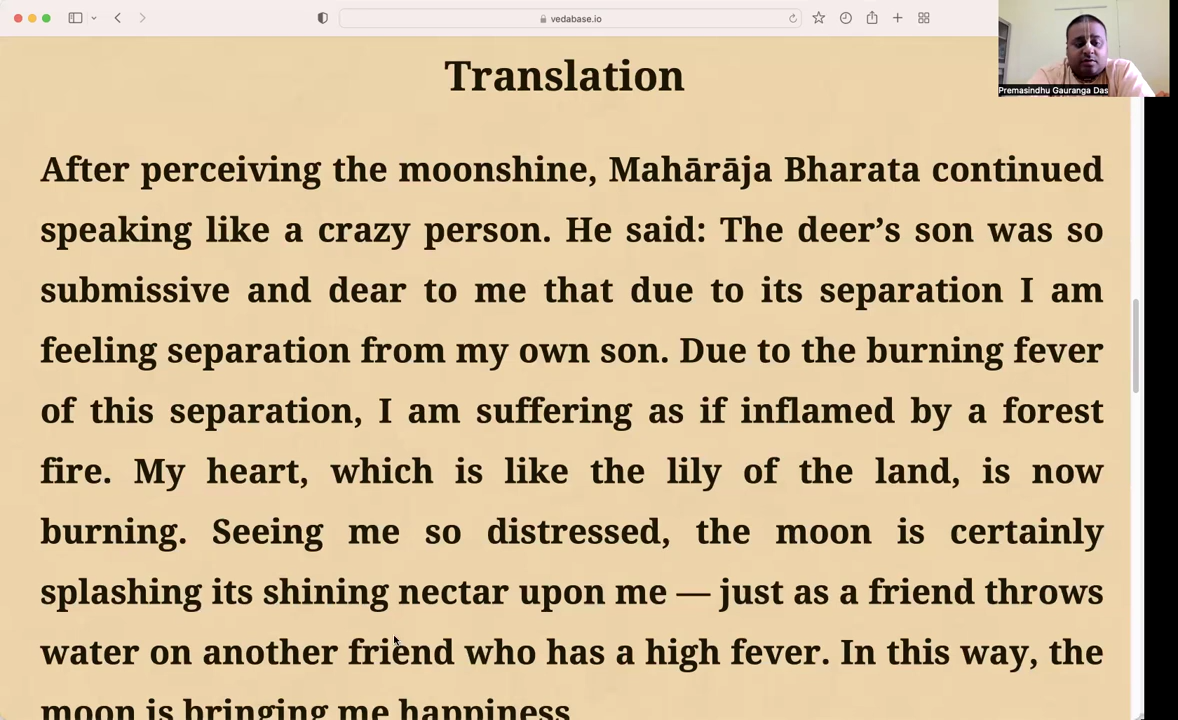 vedabase.io
Premasindhu Gauranga Das
Translation
After perceiving the moonshine, Mahārāja Bharata continued
speaking like a crazy person. He said: The deer’s son was so
submissive and dear to me that due to its separation I am
feeling separation from my own son. Due to the burning fever
of this separation, I am suffering as if inflamed by a forest
fire. My heart, which is like the lily of the land, is now
burning. Seeing me so distressed, the moon is certainly
splashing its shining nectar upon me — just as a friend throws
water on another friend who has a high fever. In this way, the
moon is bringing me happiness